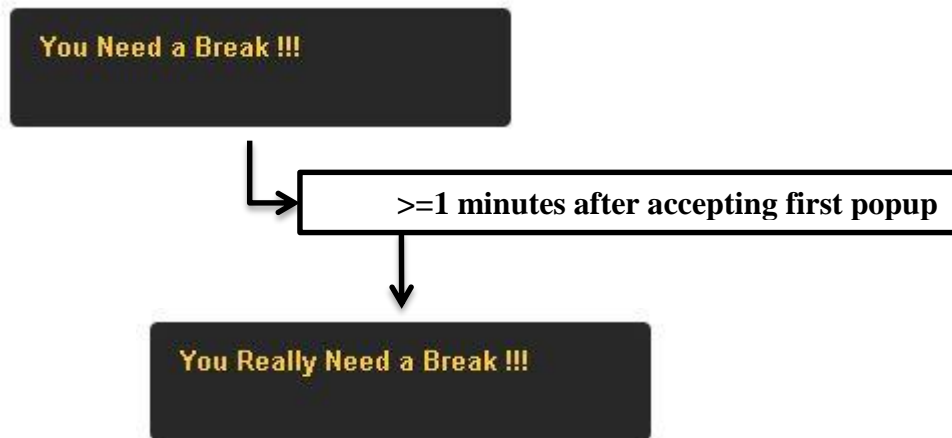 You Need a Break !!!
>=1 minutes after accepting first popup
You Really Need a Break !!!